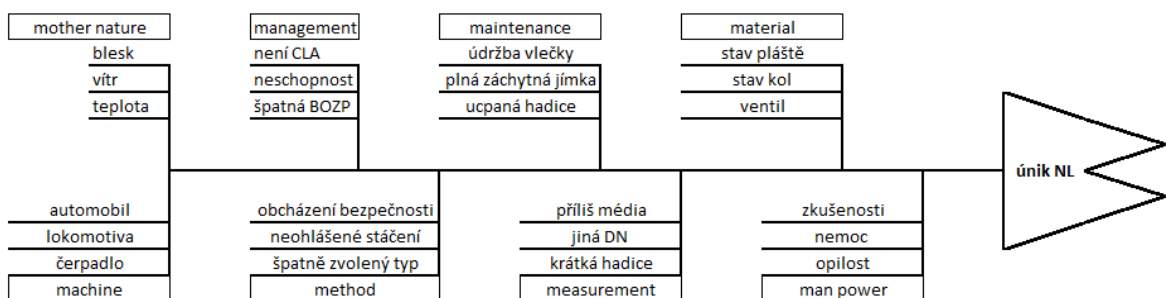 mother nature
blesk
vítr
teplota
management
není CLA
neschopnost
špatná BOZP
maintenance
údržba vlečky
plná záchytná jímka
ucpaná hadice
material
stav pláště
stav kol
ventil
únik NL
automobil
lokomotiva
čerpadlo
machine
obcházení bezpečnosti
neohlášené stáčení
špatně zvolený typ
method
příliš média
jiná DN
krátká hadice
measurement
zkušenosti
nemoc
opilost
man power